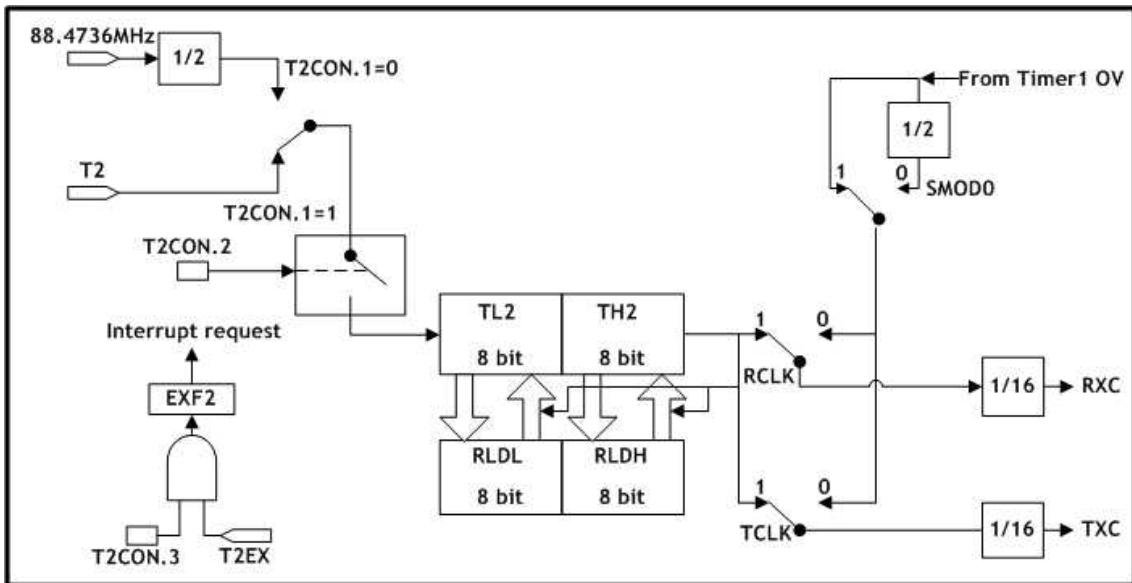 88.4736MHz
1/2
T2CON.1=0
From Timer1 OV
1/2
1
0
SMOD0
T2
T2CON.1=1
T2CON.2
TL2
TH2
8 bit
8 bit
1
0
Interrupt request
RCLK
1/16
RXC
EXF2
RLDL
RLDH
8 bit
8 bit
1
0
TCLK
1/16
TXC
T2CON.3
T2EX